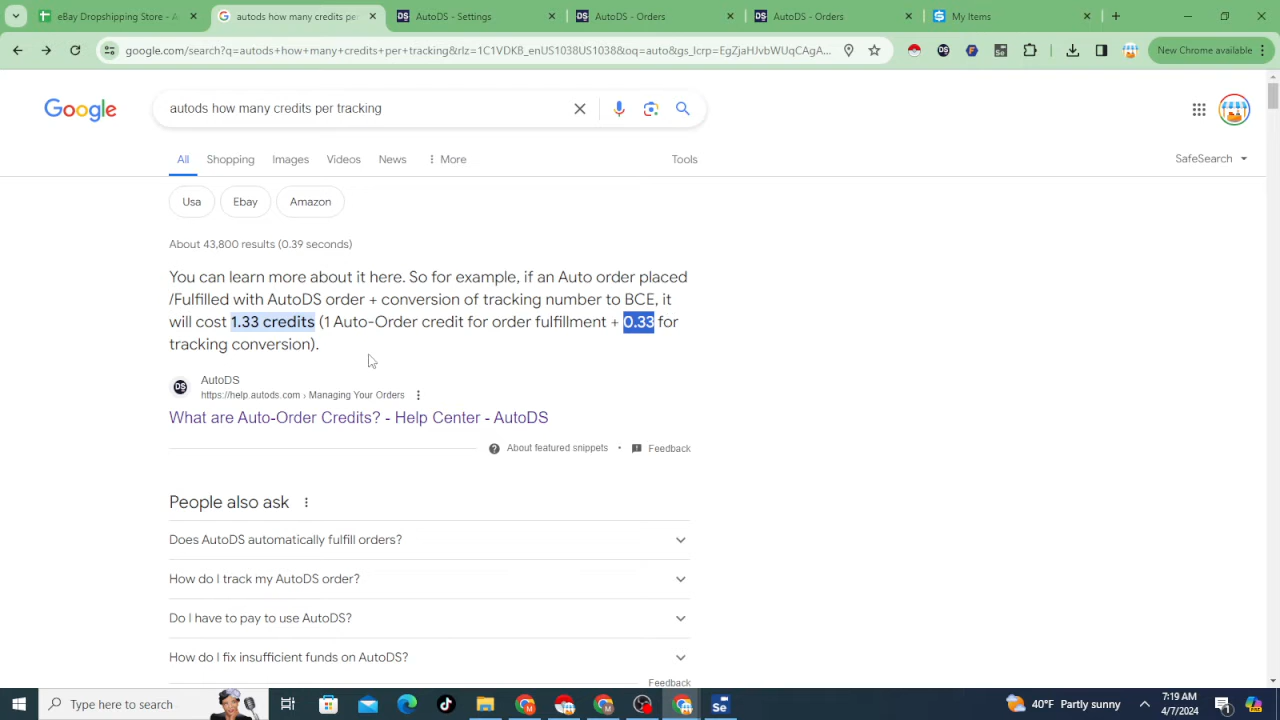 eBay Dropshipping Store - A
autods how many credits per
AutoDS - Settings
AutoDS - Orders
AutoDS - Orders
My Items
google.com/search?q=autods+how+many+credits+per+tracking&rlz=1C1VDKB_enUS1038US1038&oq=auto&gs_lcrp=EgZjaHJvbWUqCAgA...
New Chrome available
Google
autods how many credits per tracking
All
Shopping
Images
Videos
News
More
Tools
SafeSearch
Usa
Ebay
Amazon
About 43,800 results (0.39 seconds)
You can learn more about it here. So for example, if an Auto order placed
/Fulfilled with AutoDS order + conversion of tracking number to BCE, it
will cost 1.33 credits (1 Auto-Order credit for order fulfillment + 0.33 for
tracking conversion).
DS
AutoDS
https://help.autods.com › Managing Your Orders
What are Auto-Order Credits? - Help Center - AutoDS
About featured snippets
Feedback
People also ask
Does AutoDS automatically fulfill orders?
How do I track my AutoDS order?
Do I have to pay to use AutoDS?
How do I fix insufficient funds on AutoDS?
Feedback
Type here to search
Se
40°F Partly sunny
7:19 AM
4/7/2024